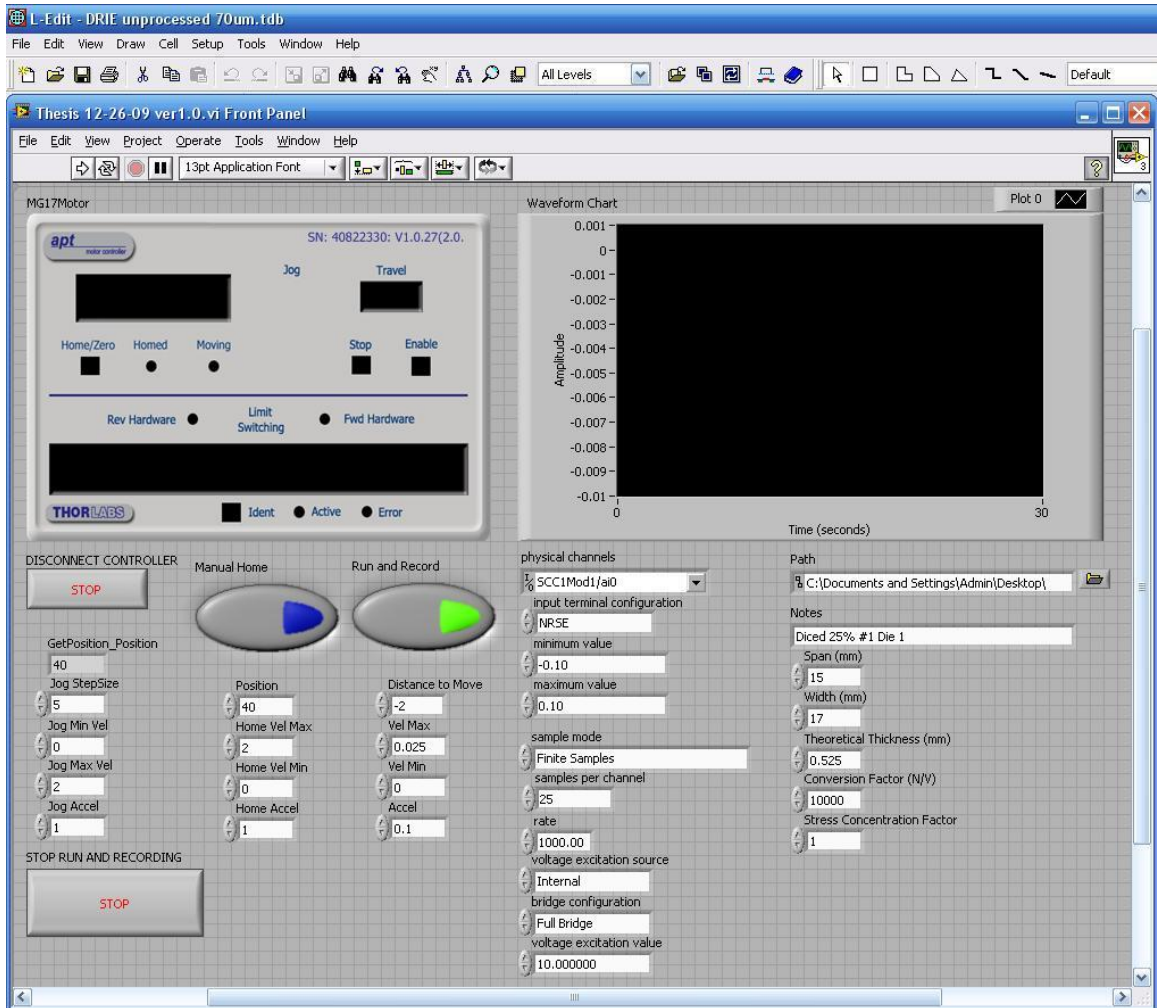 L-Edit - DRIE unprocessed 70um.tdb
File Edit View Draw Cell Setup Tools Window Help
All Levels Default
Thesis 12-26-09 ver1.0.vi Front Panel
File Edit View Project Operate Tools Window Help
13pt Application Font
3
MG17Motor
apt
motor controller
SN: 40822330: V1.0.27(2.0.
Jog Travel
Home/Zero Homed Moving Stop Enable
Rev Hardware Limit Switching Fwd Hardware
THORLABS Ident Active Error
Waveform Chart Plot 0
0.001
0
-0.001
-0.002
-0.003
-0.004
-0.005
-0.006
-0.007
-0.008
-0.009
-0.01
Amplitude
0 30
Time (seconds)
DISCONNECT CONTROLLER
STOP
Manual Home
Run and Record
GetPosition_Position
40
Jog StepSize
5
Jog Min Vel
0
Jog Max Vel
2
Jog Accel
1
Position
40
Home Vel Max
2
Home Vel Min
0
Home Accel
1
Distance to Move
-2
Vel Max
0.025
Vel Min
0
Accel
0.1
STOP RUN AND RECORDING
STOP
physical channels
SCC1Mod1/ai0
input terminal configuration
NRSE
minimum value
-0.10
maximum value
0.10
sample mode
Finite Samples
samples per channel
25
rate
1000.00
voltage excitation source
Internal
bridge configuration
Full Bridge
voltage excitation value
10.000000
Path
C:\Documents and Settings\Admin\Desktop\
Notes
Diced 25% #1 Die 1
Span (mm)
15
Width (mm)
17
Theoretical Thickness (mm)
0.525
Conversion Factor (N/V)
10000
Stress Concentration Factor
1